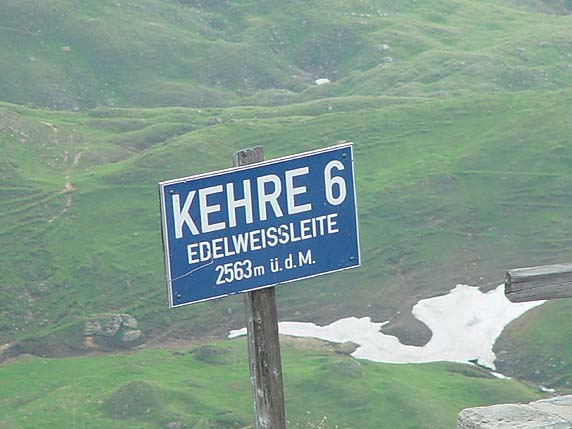 KEHRE 6
EDELWEISSLEITE
2563m ü. d. M.